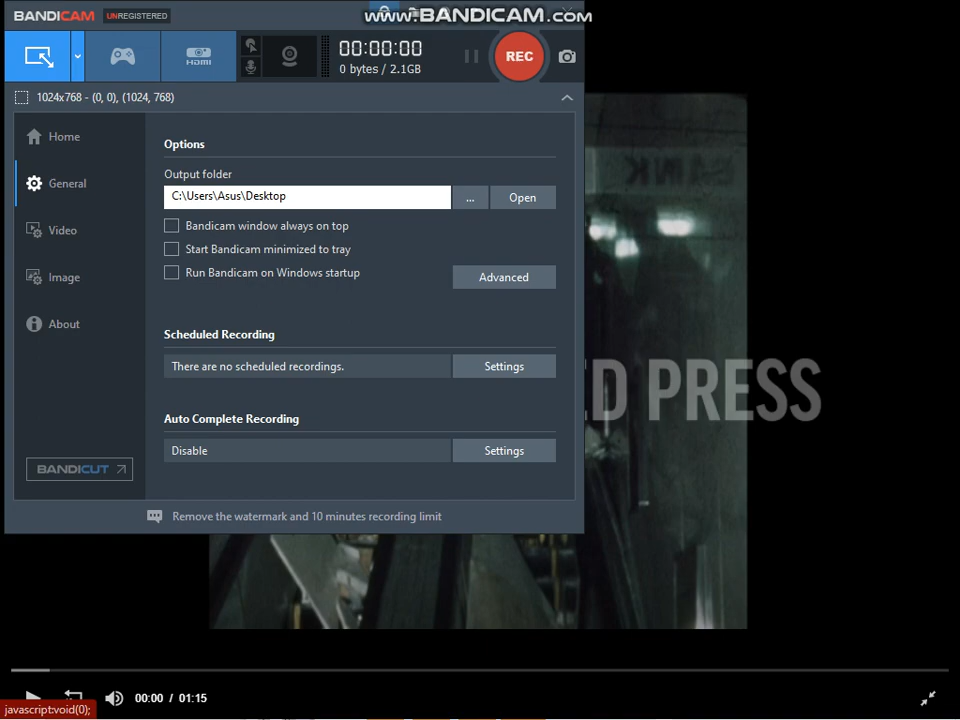 BANDICAM UNREGISTERED
www.BANDICAM.com
HDMI
00:00:00
0 bytes / 2.1GB
REC
1024x768 - (0, 0), (1024, 768)
Home
General
Video
Image
About
BANDICUT
Options
Output folder
C:\Users\Asus\Desktop
... Open
Bandicam window always on top
Start Bandicam minimized to tray
Run Bandicam on Windows startup
Advanced
Scheduled Recording
There are no scheduled recordings. Settings
Auto Complete Recording
Disable Settings
Remove the watermark and 10 minutes recording limit
ED PRESS
00:00 / 01:15
javascript:void(0);